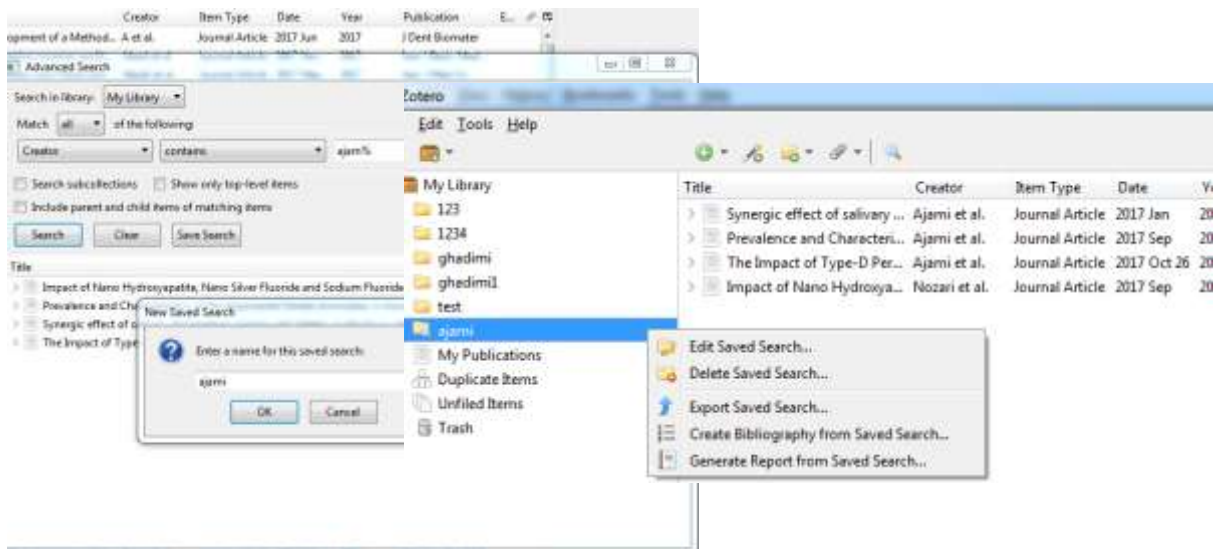 Creator Item Type Date Year Publication E...
opment of a Method... A et al. Journal Article 2017 Jun 2017 J Dent Biomater
Advanced Search
Search in library: My Library
Match all of the following
Creator contains ajami%
Search subcollections Show only top-level items
Include parent and child items of matching items
Search Clear Save Search
Title
Impact of Nano Hydroxyapatite, Nano Silver Fluoride and Sodium Fluoride
Prevalence and Cha
Synergic effect of s
The Impact of Type
New Saved Search
Enter a name for this saved search:
ajami
OK Cancel
Zotero
Edit Tools Help
My Library
123
1234
ghadimi
ghedimi1
test
ajami
My Publications
Duplicate Items
Unfiled Items
Trash
Title Creator Item Type Date Ye
Synergic effect of salivary ... Ajami et al. Journal Article 2017 Jan 20
Prevalence and Characteri... Ajami et al. Journal Article 2017 Sep 20
The Impact of Type-D Per... Ajami et al. Journal Article 2017 Oct 26 20
Impact of Nano Hydroxya... Nozari et al. Journal Article 2017 Sep 20
Edit Saved Search...
Delete Saved Search...
Export Saved Search...
Create Bibliography from Saved Search...
Generate Report from Saved Search...